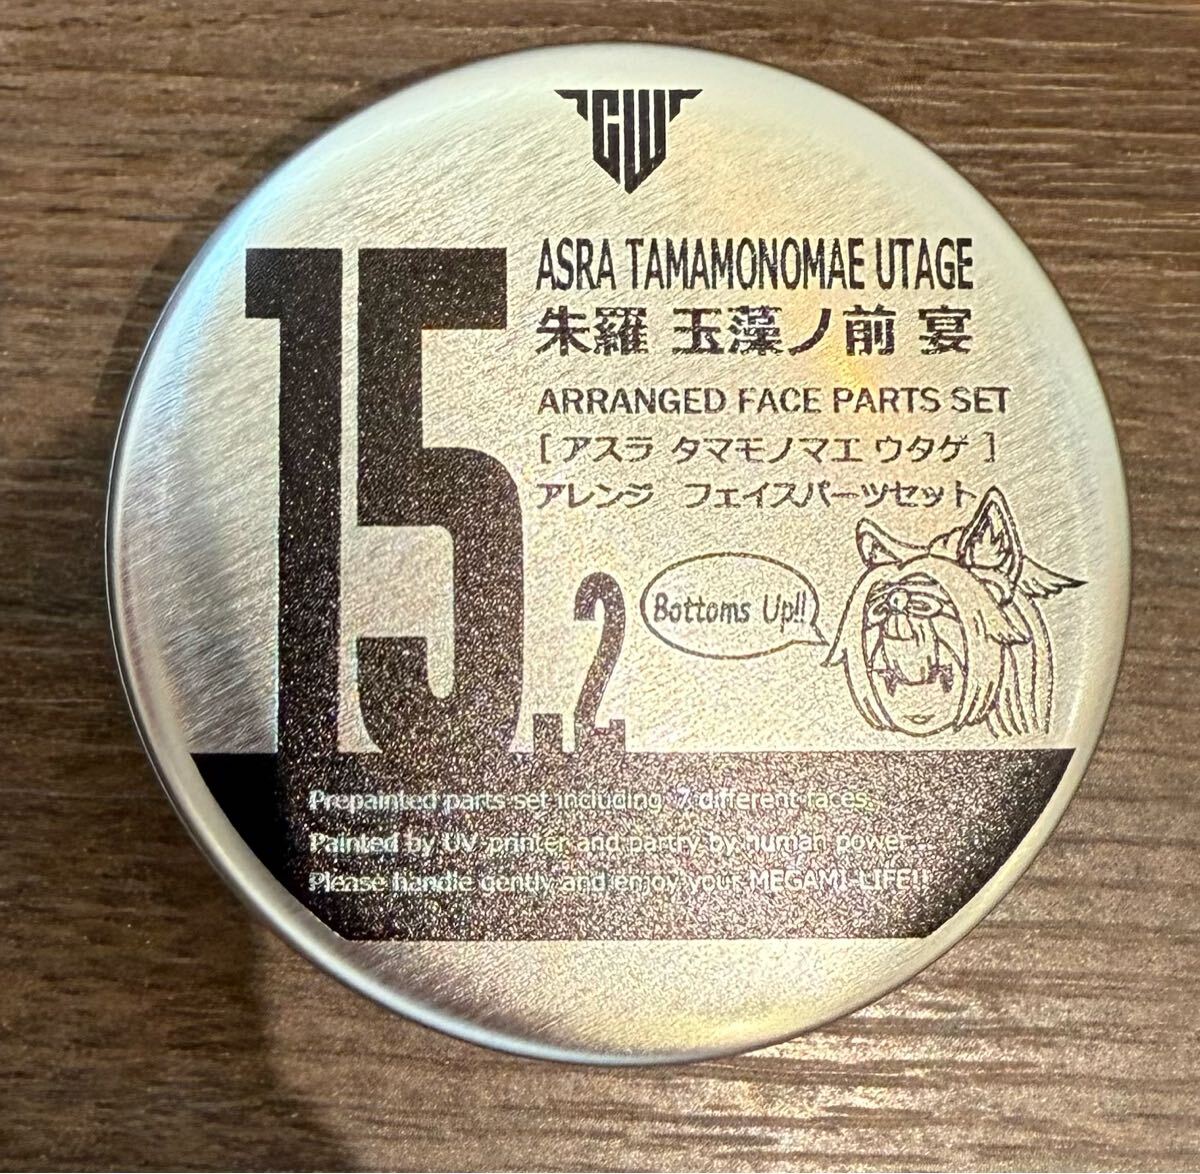 CW
ASRA TAMAMONOMAE UTAGE
朱羅 玉藻ノ前 宴
ARRANGED FACE PARTS SET
[アスラ タマモノマエ ウタゲ]
アレンジ フェイスパーツセット
15.2
Bottoms Up!!
Prepainted parts set including 7 different faces.
Painted by UV printer and partry by human power.
Please handle gently and enjoy your MEGAMI-LIFE!!